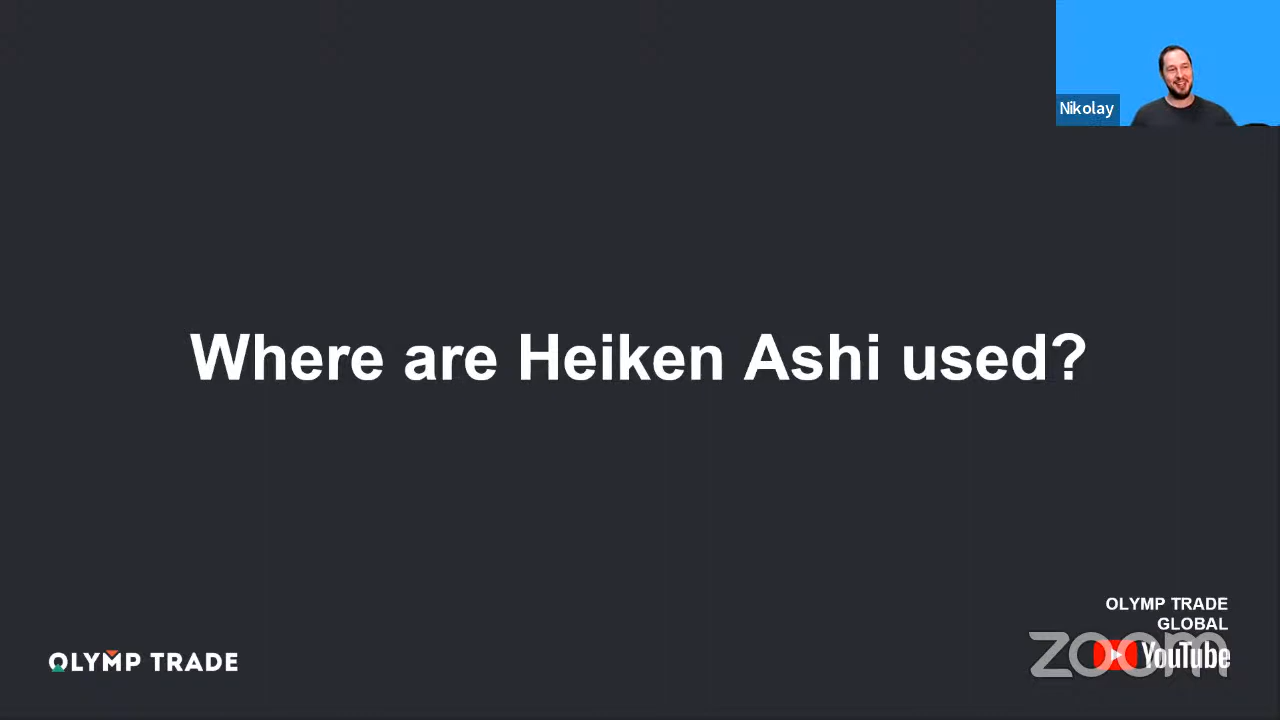 Nikolay
Where are Heiken Ashi used?
OLYMP TRADE
GLOBAL
zoom
YouTube
OLYMP TRADE